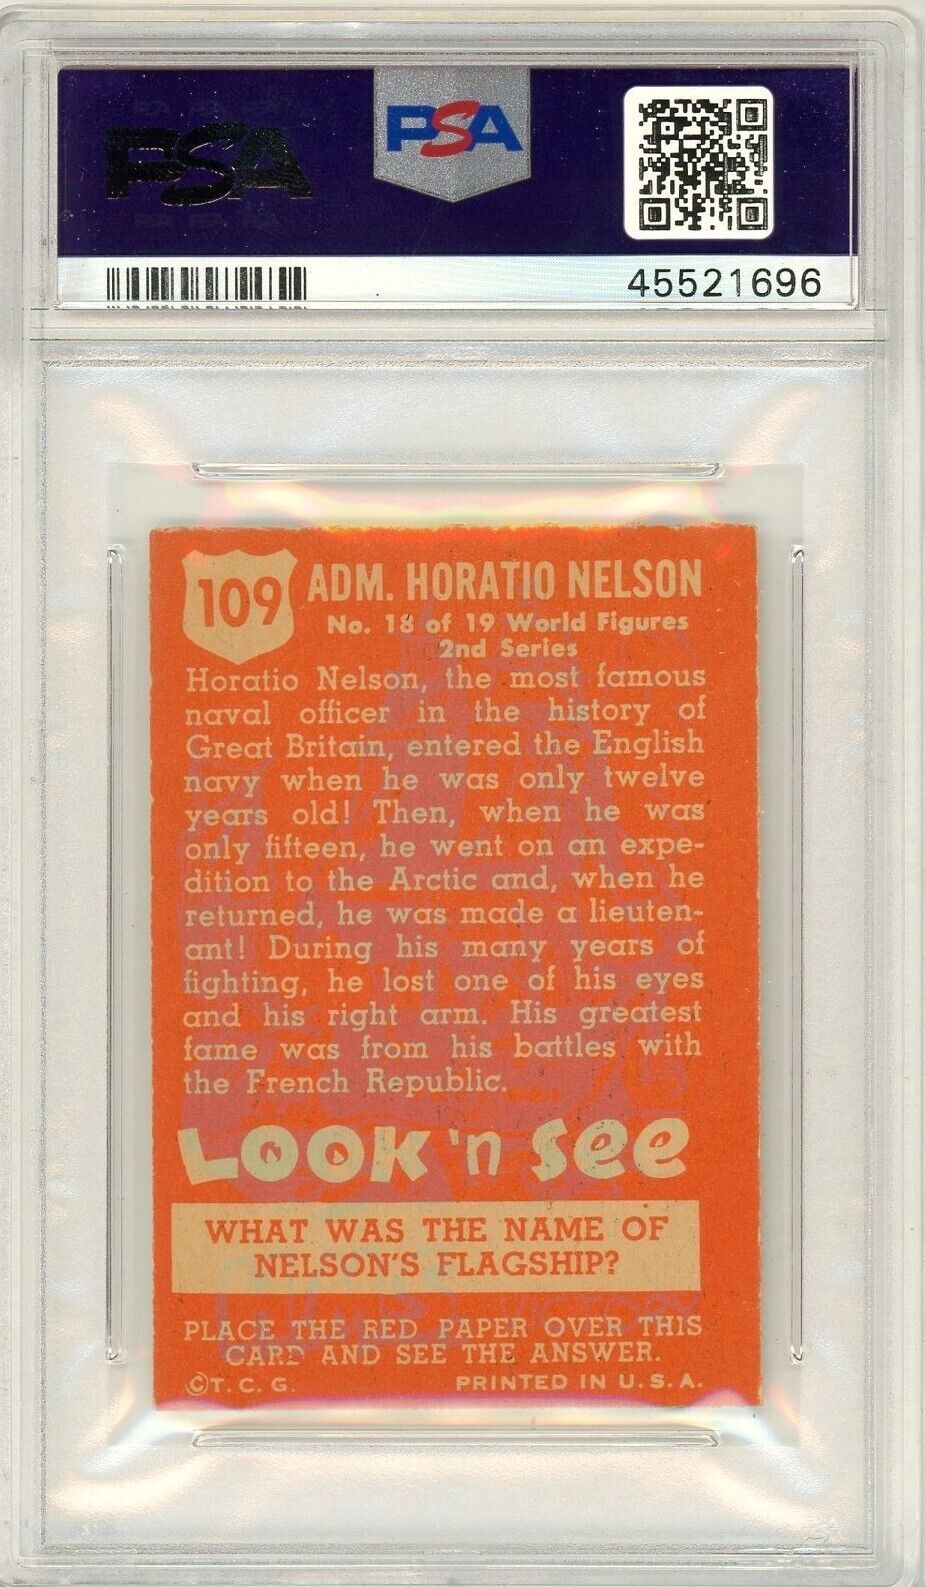 PSA
PSA
45521696
109
ADM. HORATIO NELSON
No. 18 of 19 World Figures
2nd Series
Horatio Nelson, the most famous
naval officer in the history of
Great Britain, entered the English
navy when he was only twelve
years old! Then, when he was
only fifteen, he went on an expe-
dition to the Arctic and, when he
returned, he was made a lieuten-
ant! During his many years of
fighting, he lost one of his eyes
and his right arm. His greatest
fame was from his battles with
the French Republic.
LOOK 'n SEE
WHAT WAS THE NAME OF
NELSON'S FLAGSHIP?
PLACE THE RED PAPER OVER THIS
CARD AND SEE THE ANSWER.
©T. C. G. PRINTED IN U. S. A.